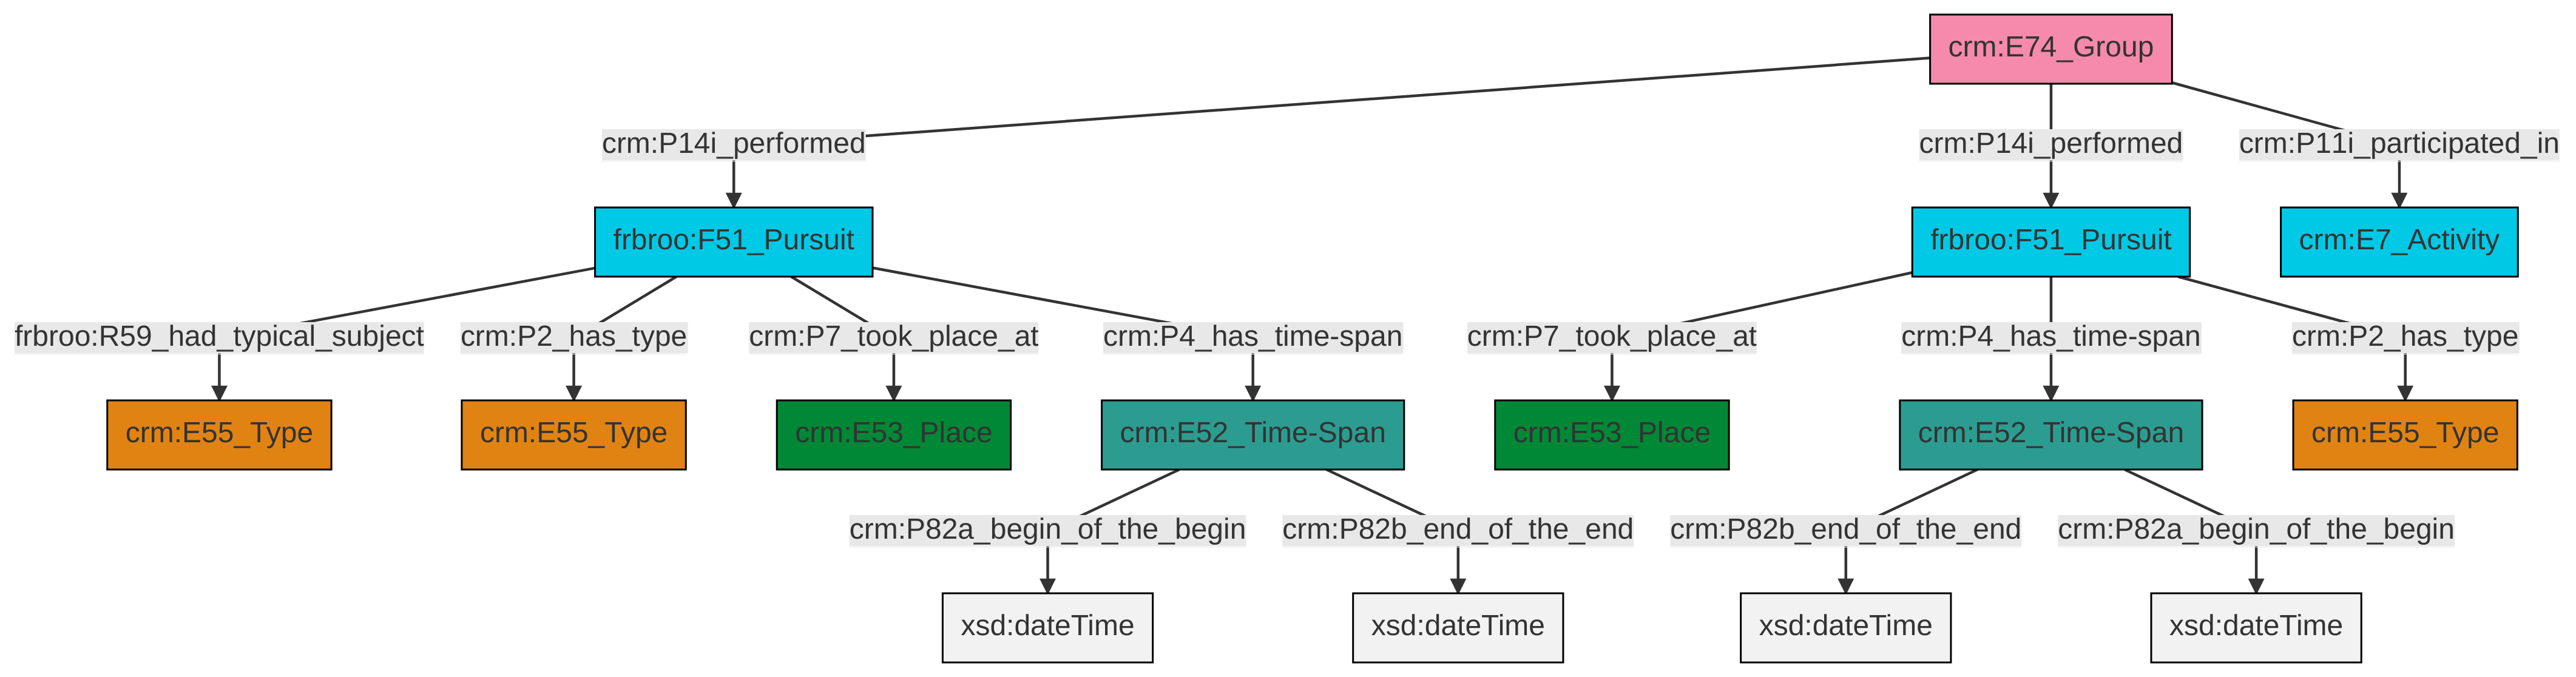 crm:E74_Group
crm:P14i_performed
crm:P14i_performed
crm:P11i_participated_in
frbroo:F51_Pursuit
frbroo:F51_Pursuit
crm:E7_Activity
frbroo:R59_had_typical_subject
crm:P2_has_type
crm:P7_took_place_at
crm:P4_has_time-span
crm:P7_took_place_at
crm:P4_has_time-span
crm:P2_has_type
crm:E55_Type
crm:E55_Type
crm:E53_Place
crm:E52_Time-Span
crm:E53_Place
crm:E52_Time-Span
crm:E55_Type
crm:P82a_begin_of_the_begin
crm:P82b_end_of_the_end
crm:P82b_end_of_the_end
crm:P82a_begin_of_the_begin
xsd:dateTime
xsd:dateTime
xsd:dateTime
xsd:dateTime